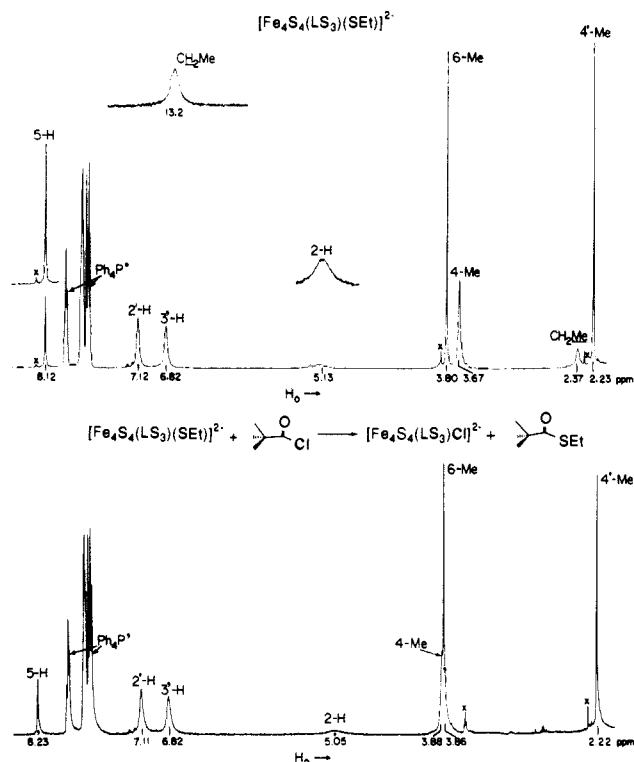 [Fe₄S₄(LS₃)(SEt)]²⁻
CH₂Me
13.2
5-H
6-Me
4'-Me
2-H
4-Me
Ph₄P⁺
2'-H
3'-H
CH₂Me
x
x
x
x
8.12
7.12
6.82
5.13
3.80
3.67
2.37
2.23 ppm
H₀ →
[Fe₄S₄(LS₃)(SEt)]²⁻ + O Cl → [Fe₄S₄(LS₃)Cl]²⁻ + O SEt
6-Me
4'-Me
4-Me
Ph₄P⁺
5-H
2'-H
3'-H
2-H
x
x
8.23
7.11
6.82
5.05
3.88
3.86
2.22 ppm
H₀ →